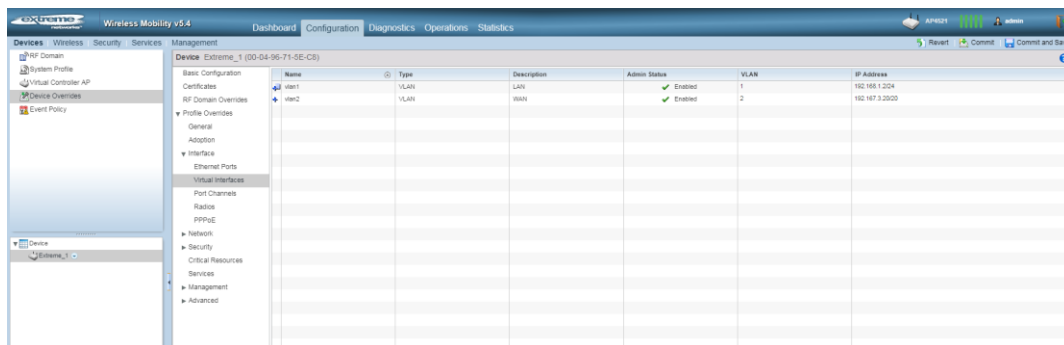 extreme networks
Wireless Mobility v5.4
Dashboard Configuration Diagnostics Operations Statistics
AP4521
admin
Devices Wireless Security Services Management
Revert Commit Commit and Sa
RF Domain
System Profile
Virtual Controller AP
Device Overrides
Event Policy
Device
Extreme_1
Device Extreme_1 (00-04-96-71-5E-C8)
Basic Configuration
Certificates
RF Domain Overrides
Profile Overrides
General
Adoption
Interface
Ethernet Ports
Virtual Interfaces
Port Channels
Radios
PPPoE
Network
Security
Critical Resources
Services
Management
Advanced
Name Type Description Admin Status VLAN IP Address
vlan1 VLAN LAN Enabled 1 192.168.1.2/24
vlan2 VLAN WAN Enabled 2 192.167.3.20/20